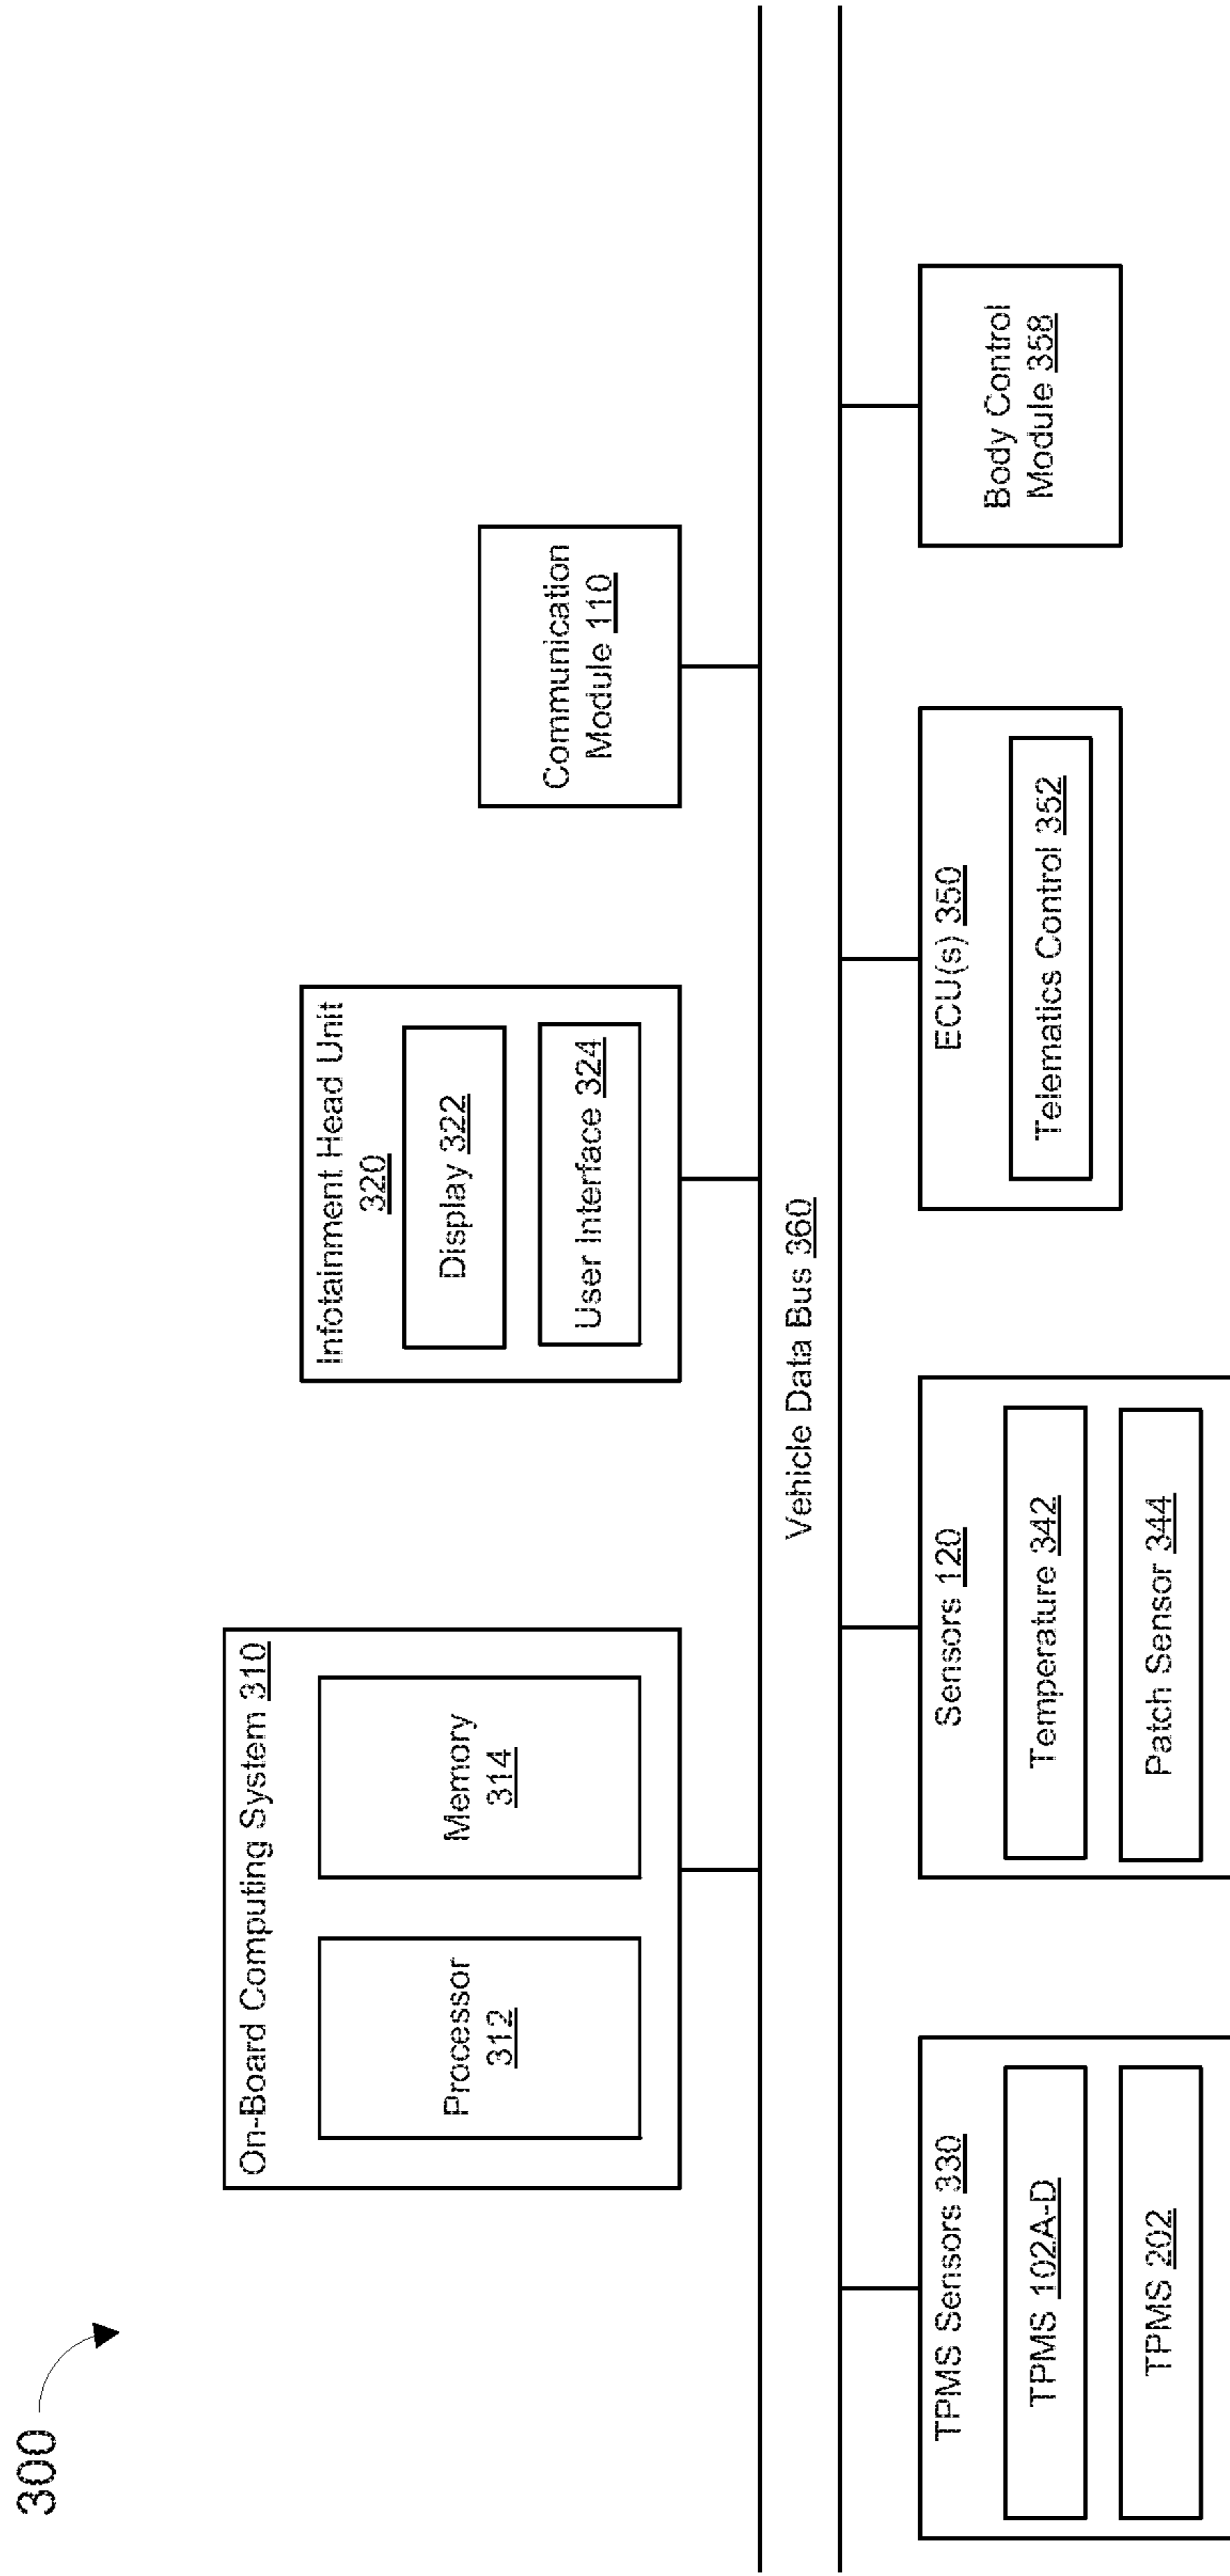 300
On-Board Computing System 310
Processor
312
Memory
314
Infotainment Head Unit
320
Display 322
User Interface 324
Communication
Module 110
Vehicle Data Bus 360
TPMS Sensors 330
TPMS 102A-D
TPMS 202
Sensors 120
Temperature 342
Patch Sensor 344
ECU(s) 350
Telematics Control 352
Body Control
Module 358